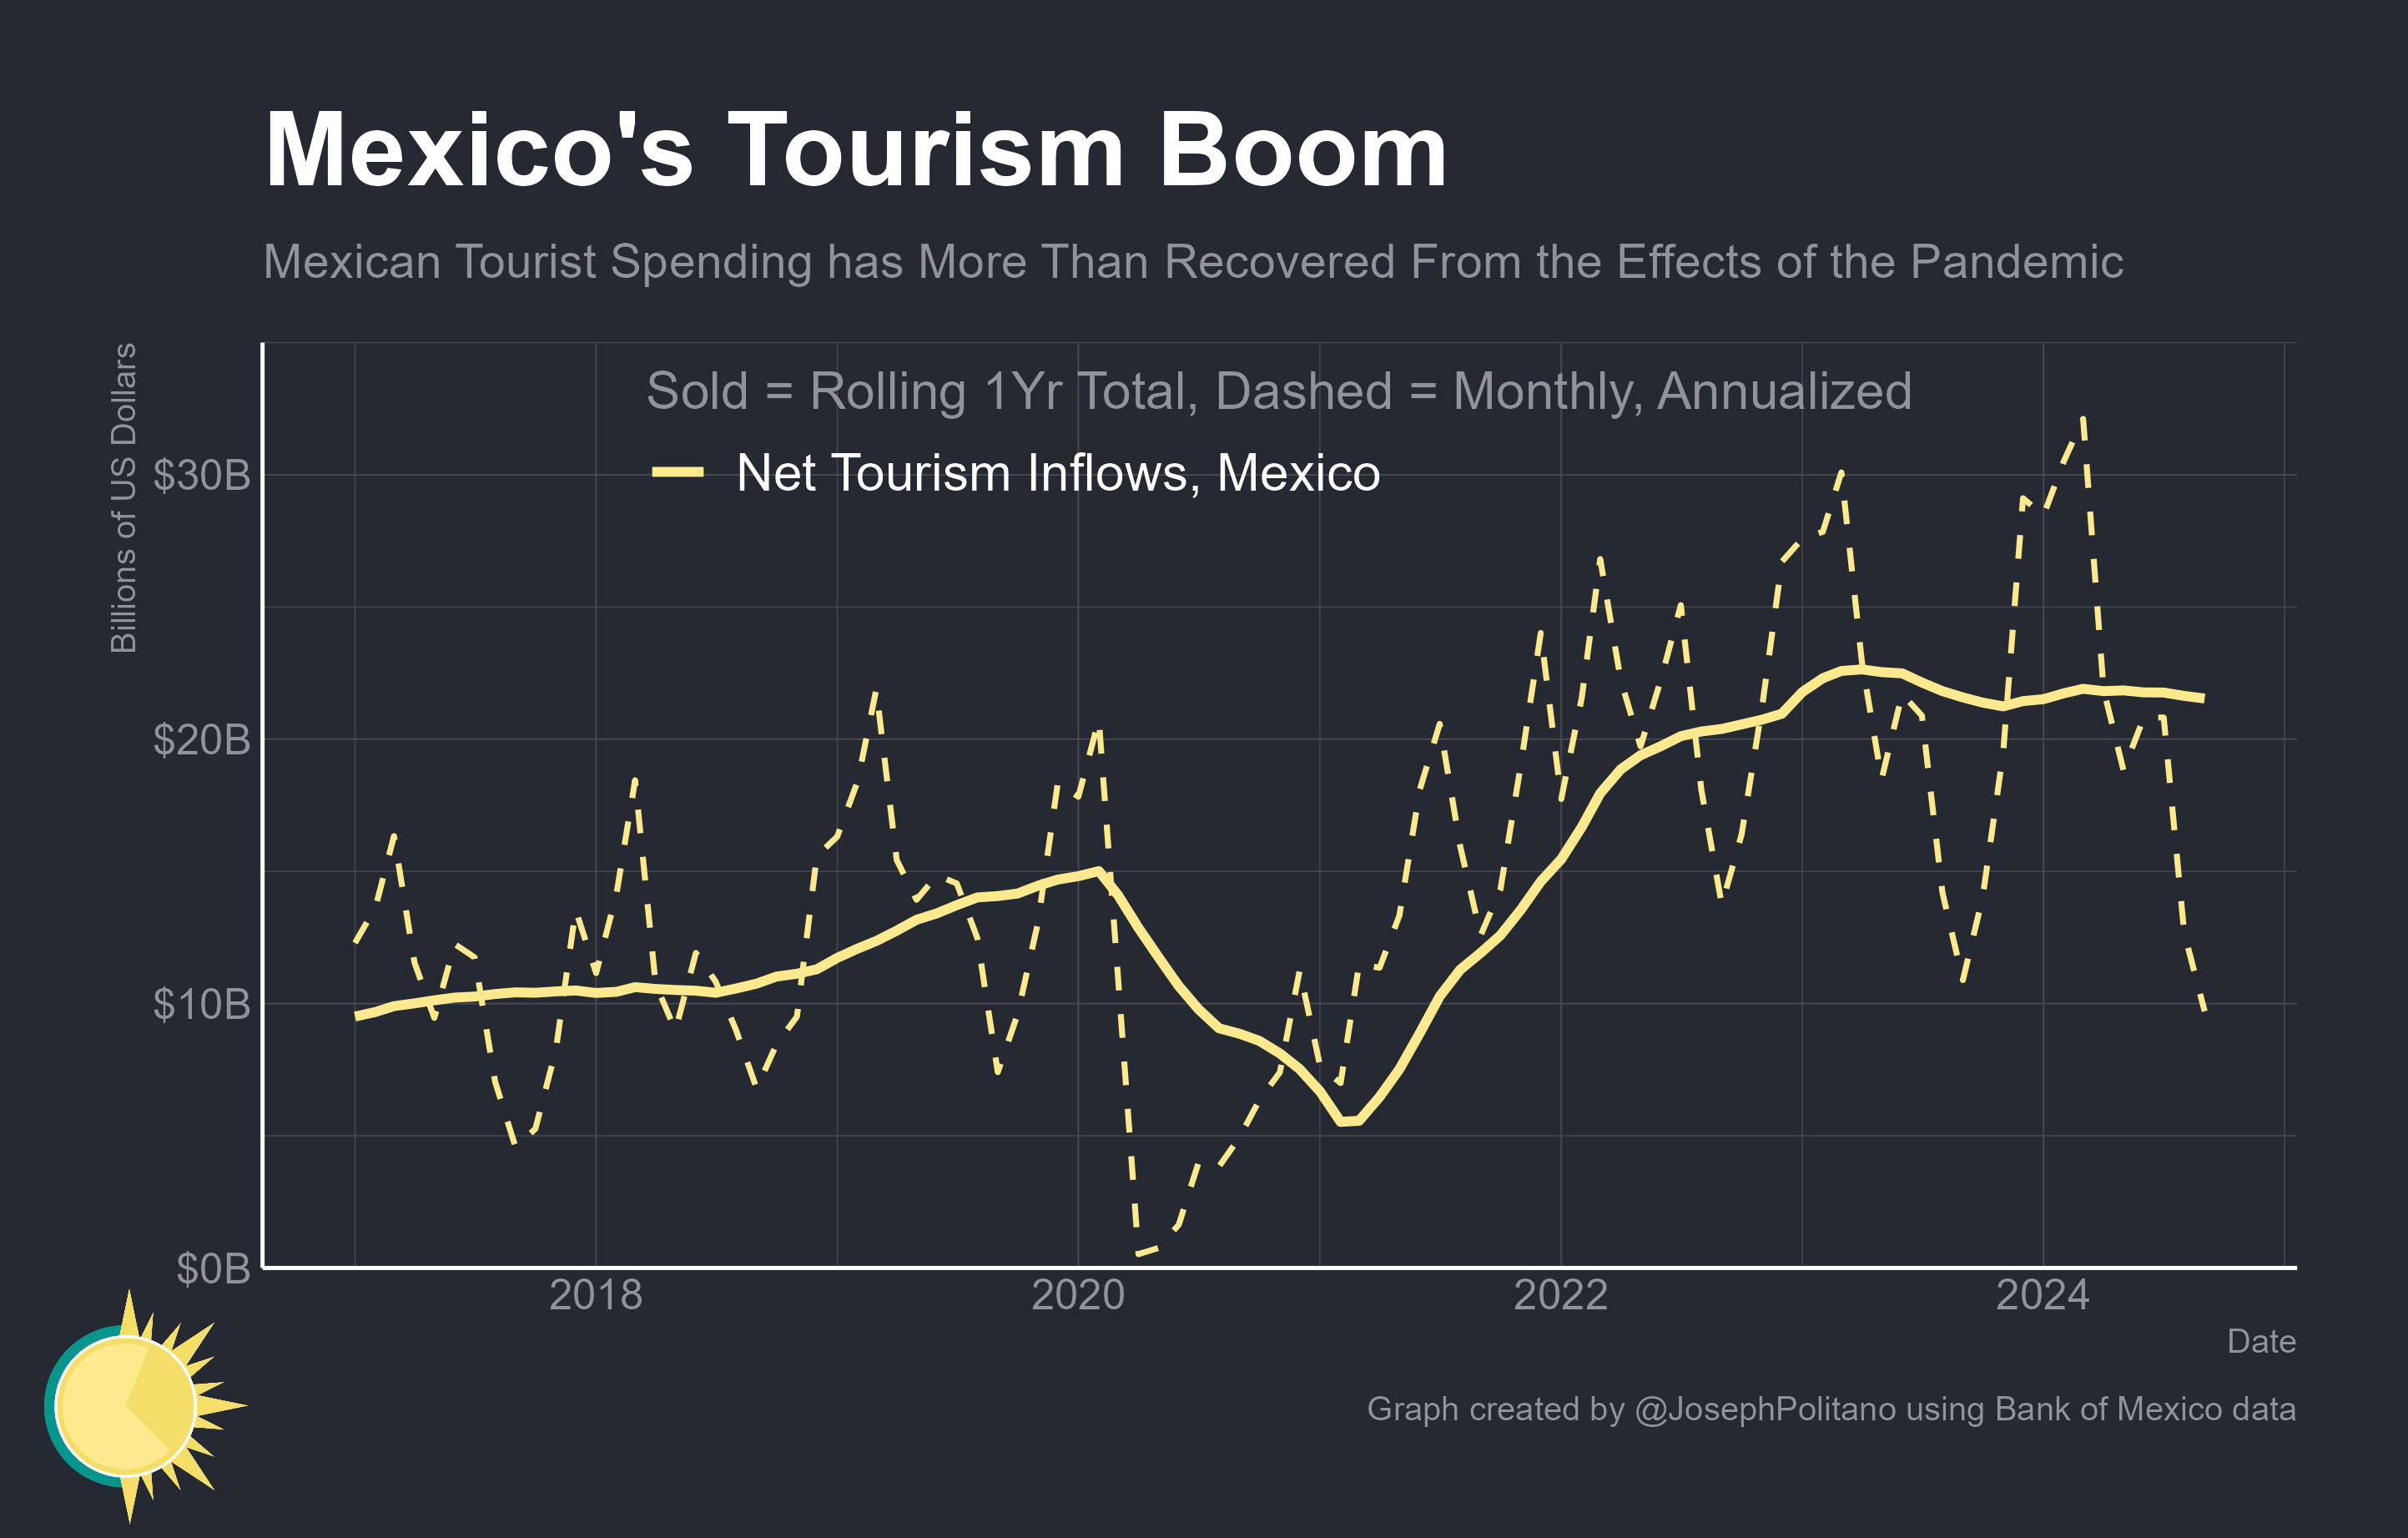 Mexico's Tourism Boom
Mexican Tourist Spending has More Than Recovered From the Effects of the Pandemic
Billions of US Dollars
Sold = Rolling 1Yr Total, Dashed = Monthly, Annualized
Net Tourism Inflows, Mexico
$30B
$20B
$10B
$0B
2018 2020 2022 2024
Date
Graph created by @JosephPolitano using Bank of Mexico data